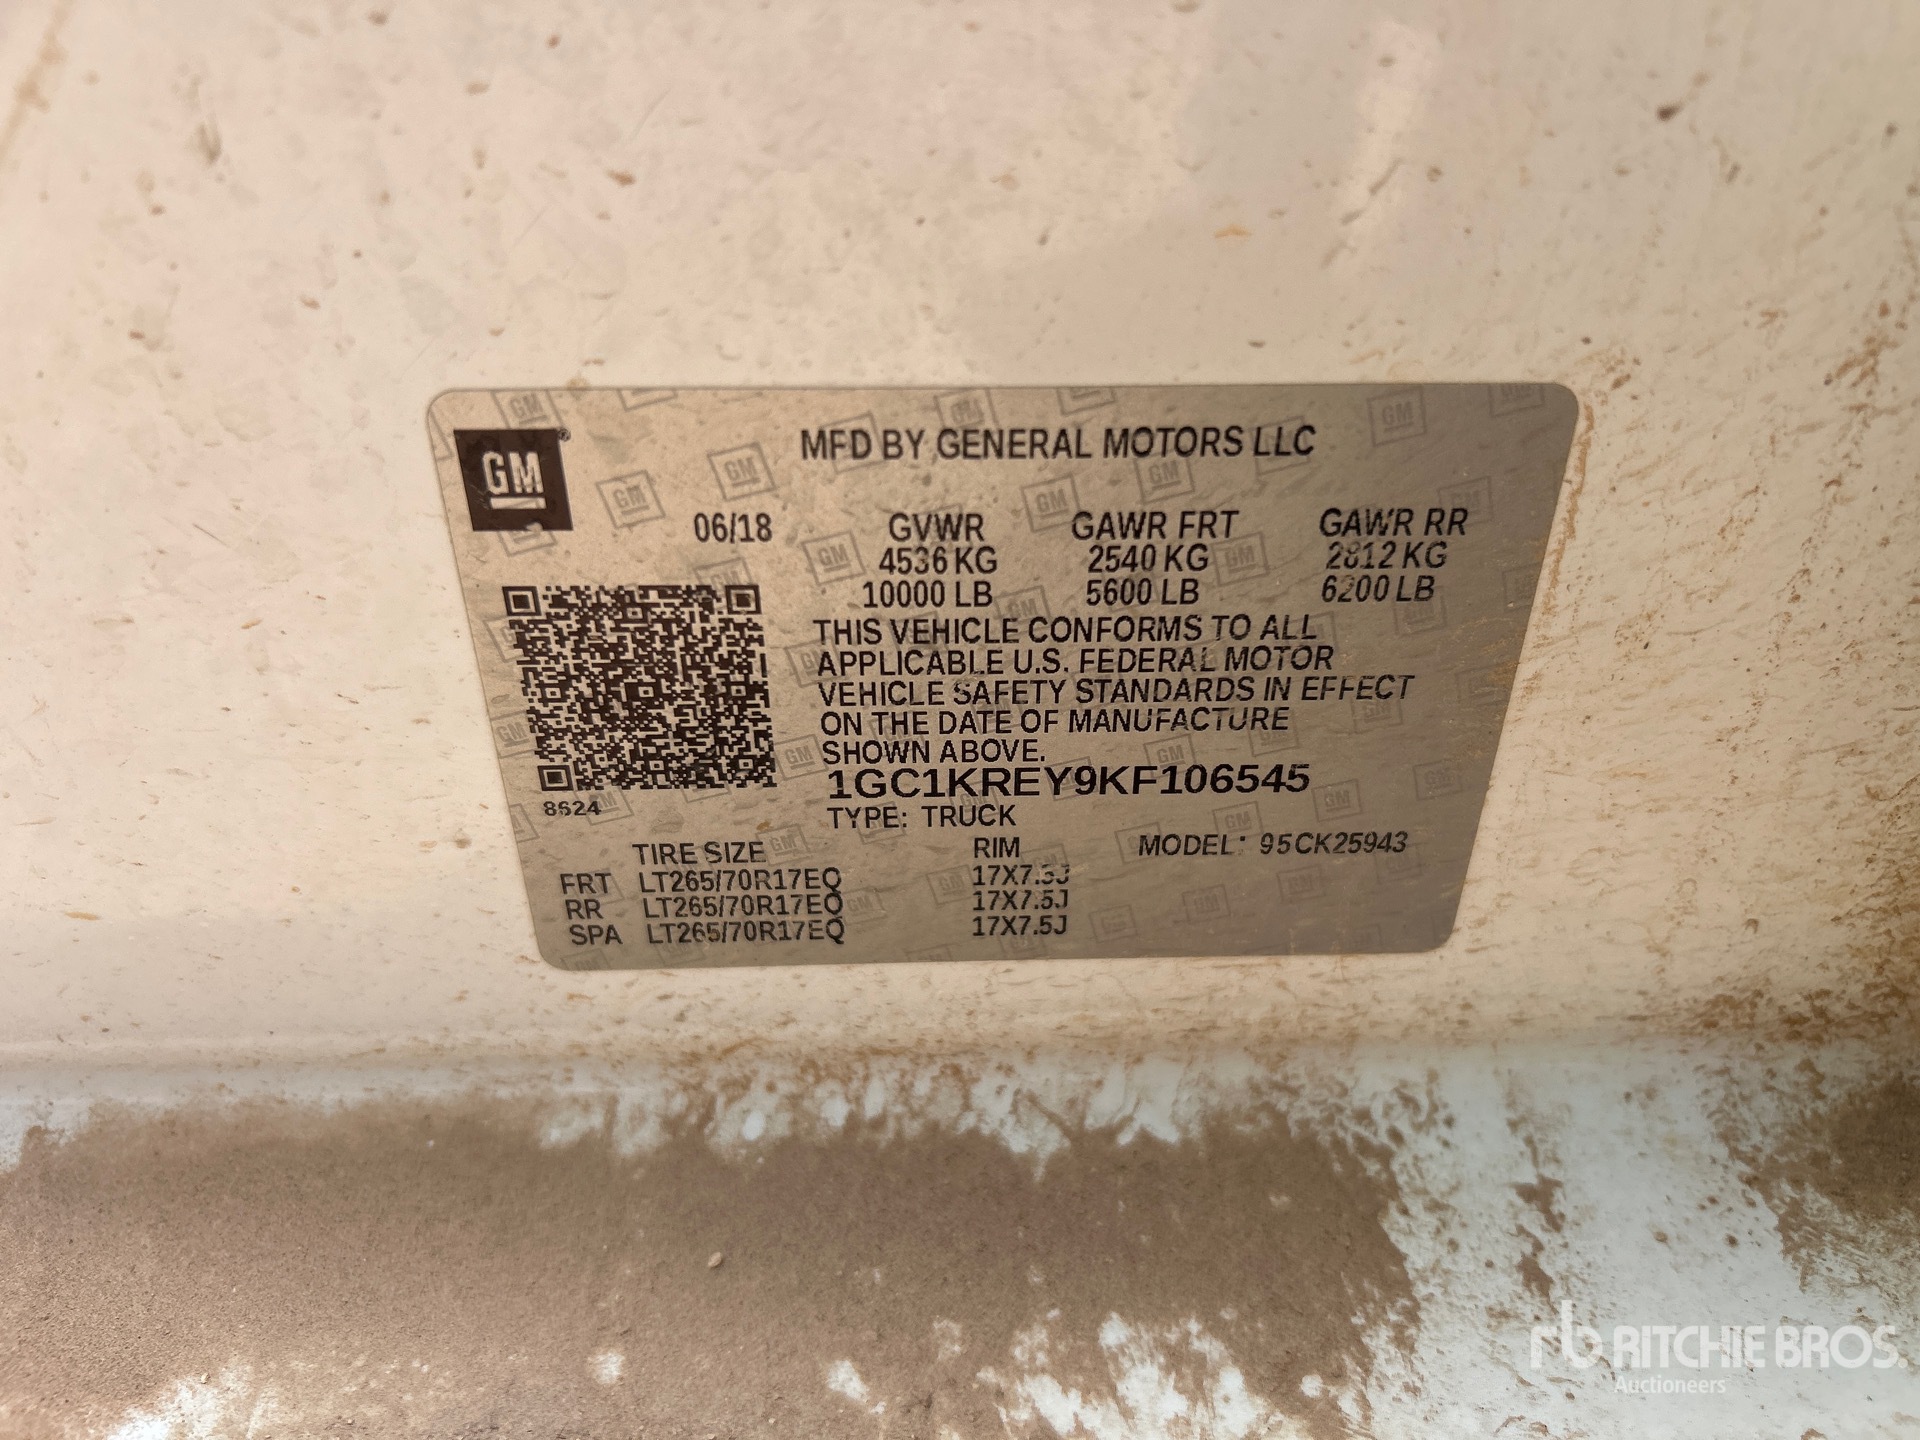 GM®
MFD BY GENERAL MOTORS LLC
06/18 GVWR GAWR FRT GAWR RR
4536 KG 2540 KG 2812 KG
10000 LB 5600 LB 6200 LB
THIS VEHICLE CONFORMS TO ALL
APPLICABLE U.S. FEDERAL MOTOR
VEHICLE SAFETY STANDARDS IN EFFECT
ON THE DATE OF MANUFACTURE
SHOWN ABOVE.
1GC1KREY9KF106545
8624
TYPE: TRUCK
TIRE SIZE RIM MODEL: 95CK25943
FRT LT265/70R17EQ 17X7.5J
RR LT265/70R17EQ 17X7.5J
SPA LT265/70R17EQ 17X7.5J
rb RITCHIE BROS.
Auctioneers